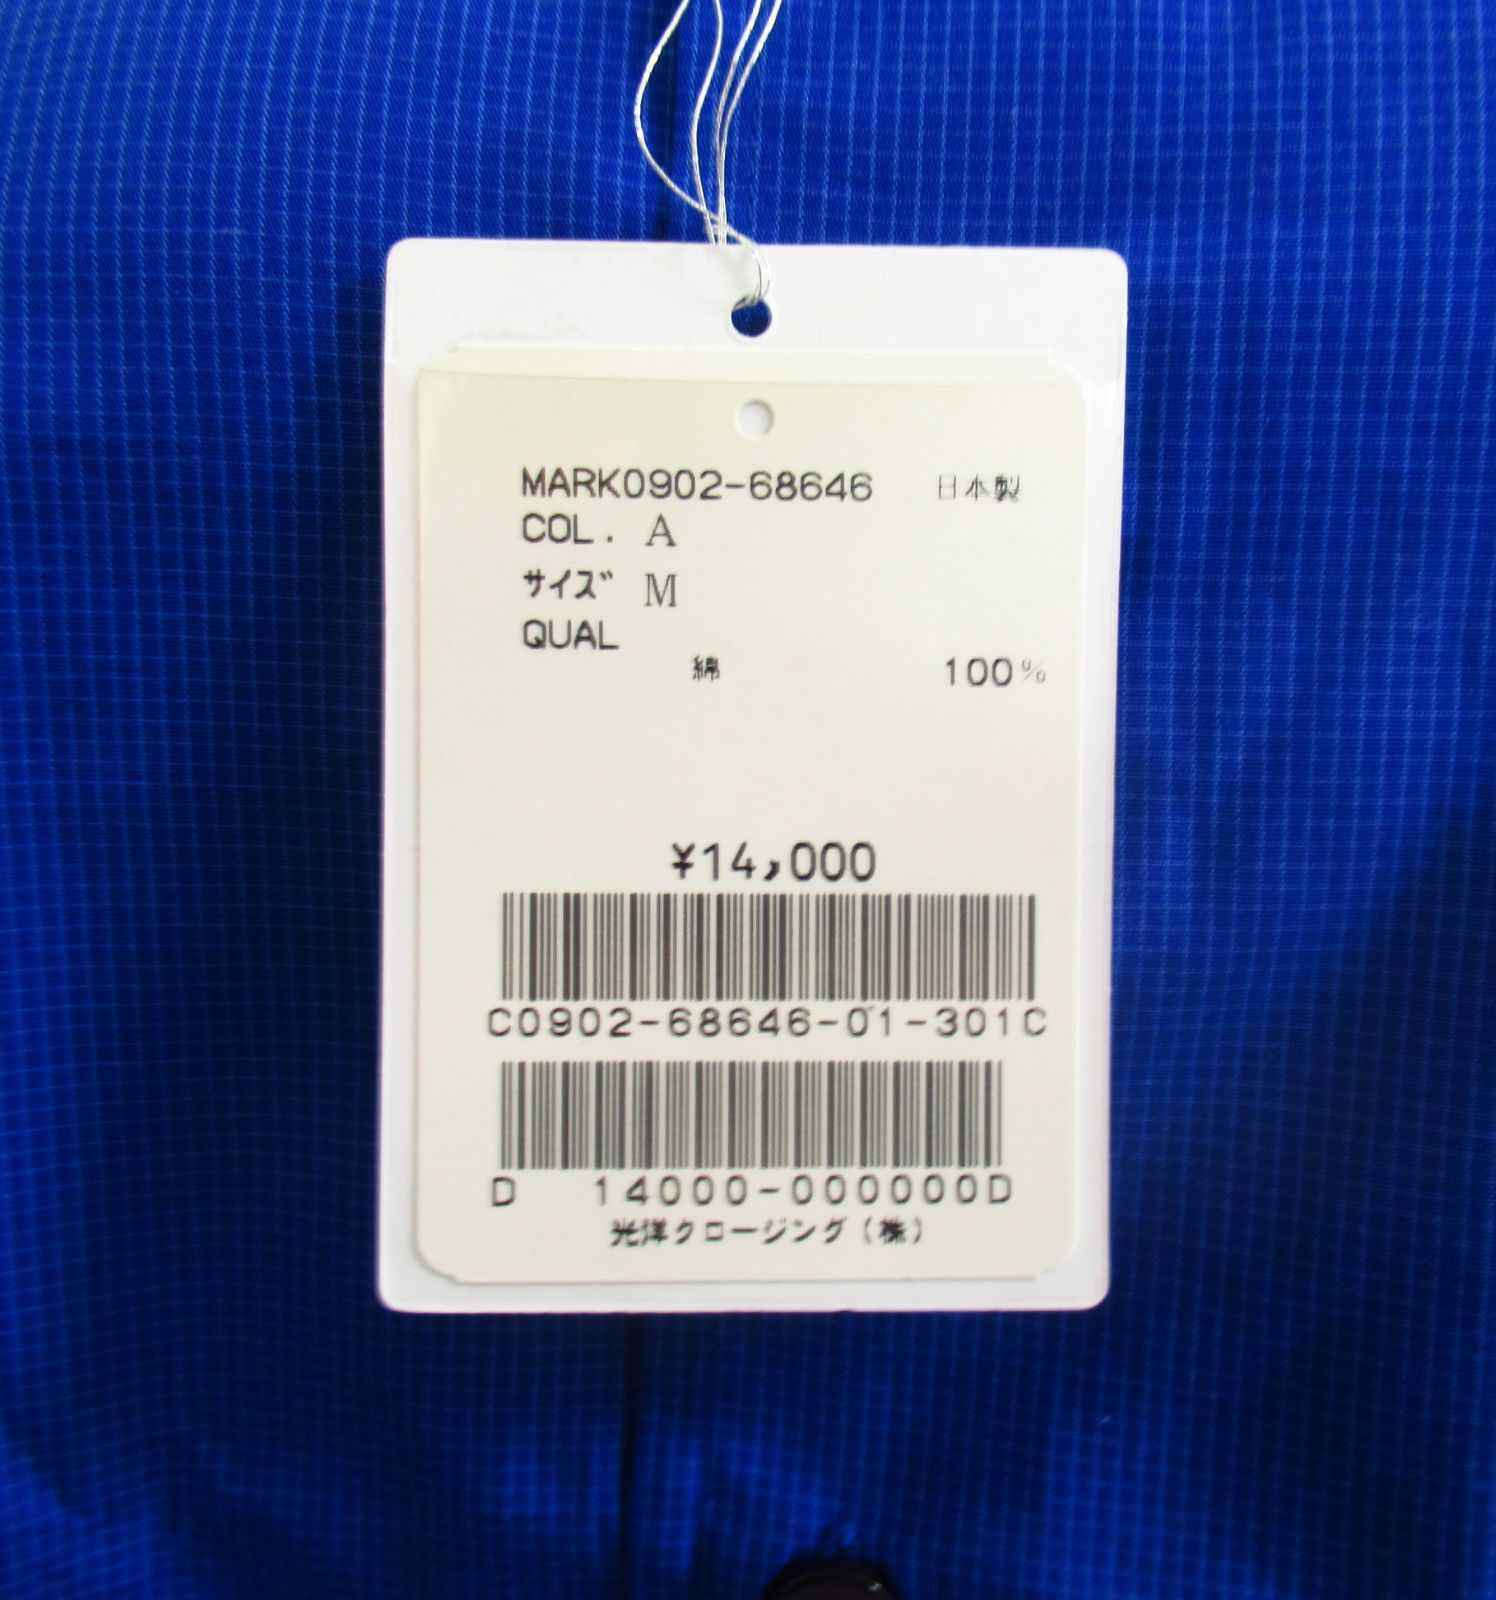 MARK0902-68646 日本製
COL. A
サイズ M
QUAL
綿 100%
¥14,000
C0902-68646-01-301C
D 14000-000000D
光洋クロージング(株)